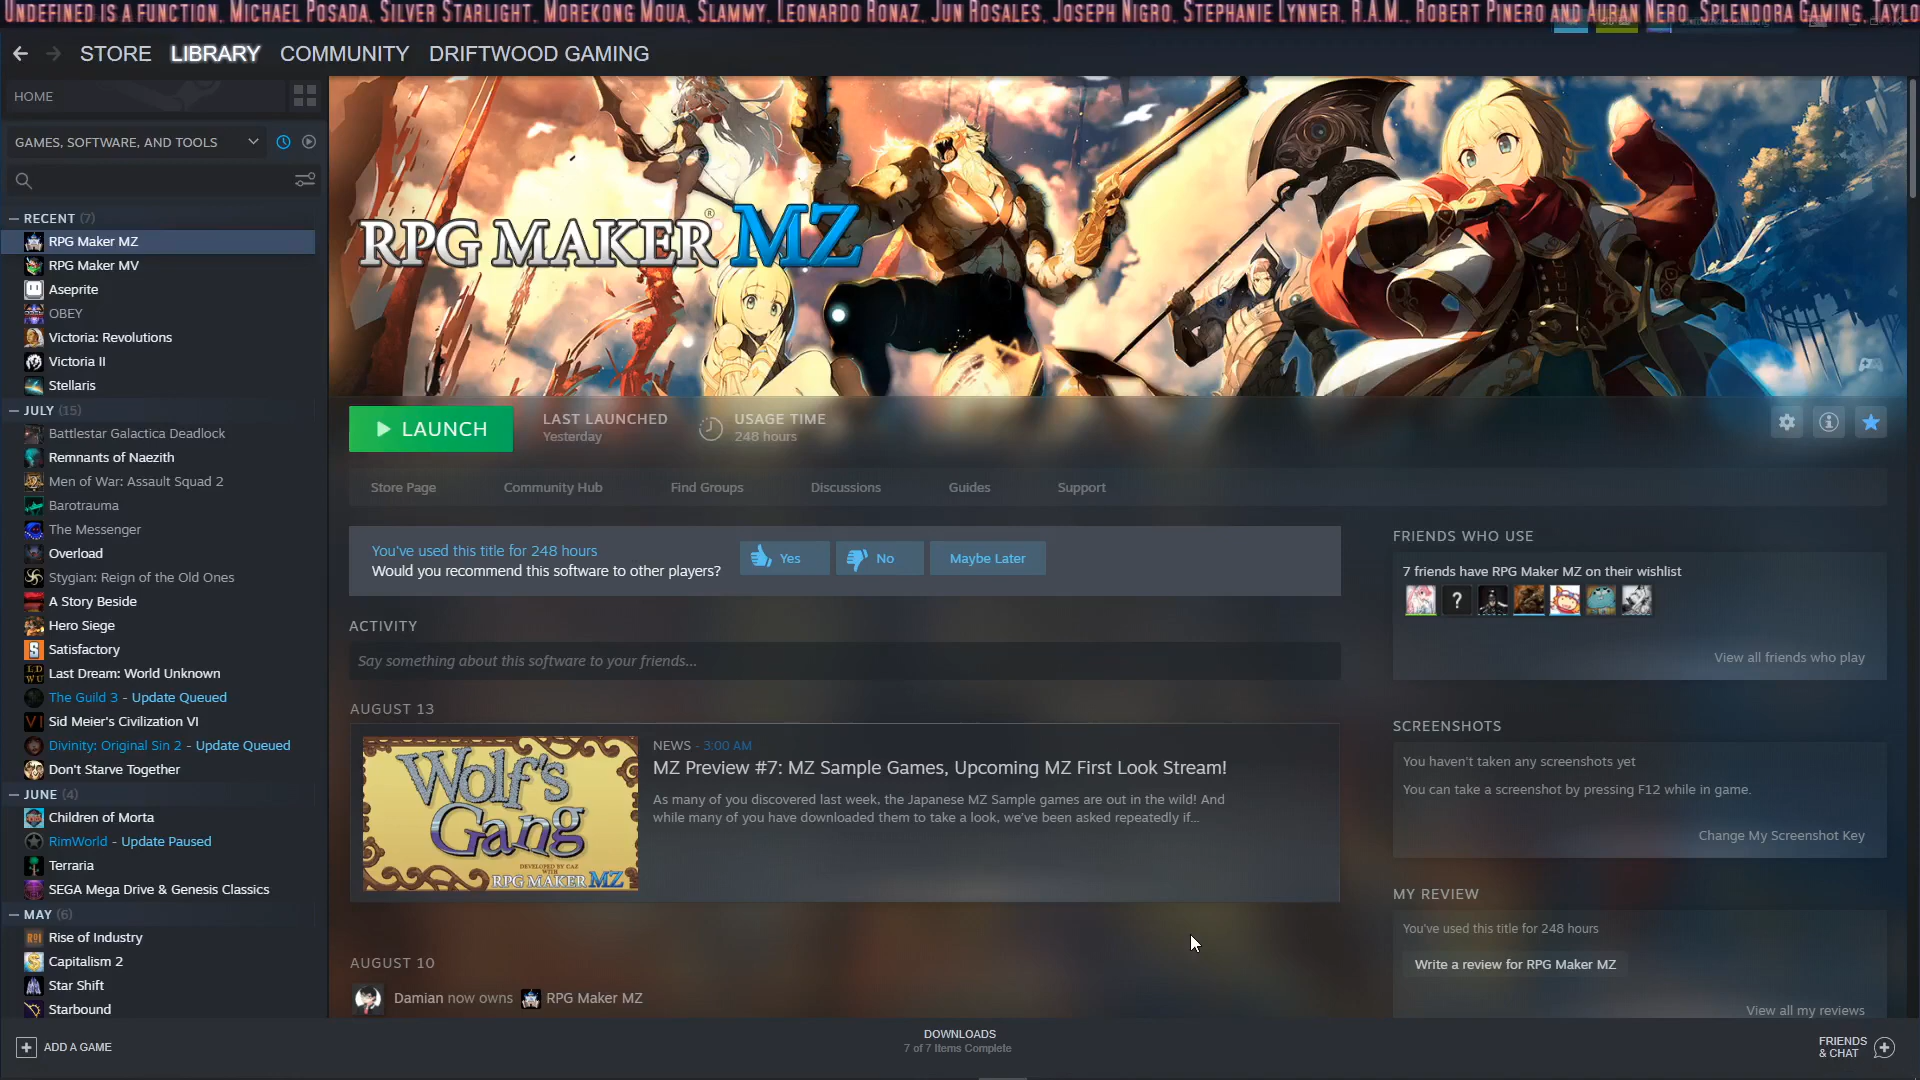 UNDEFINED IS A FUNCTION, MICHAEL POSADA, SILVER STARLIGHT, MOREKONG MOUA, SLAMMY, LEONARDO BONAZ, JUN ROSALES, JOSEPH NIGRO, STEPHANIE LYNNER, R.A.M., ROBERT PINERO AND AURAN NERO, SPLENDORA GAMING, TAYLO
STORE LIBRARY COMMUNITY DRIFTWOOD GAMING
HOME
GAMES, SOFTWARE, AND TOOLS
— RECENT (7)
RPG Maker MZ
RPG Maker MV
Aseprite
OBEY
Victoria: Revolutions
Victoria II
Stellaris
— JULY (15)
Battlestar Galactica Deadlock
Remnants of Naezith
Men of War: Assault Squad 2
Barotrauma
The Messenger
Overload
Stygian: Reign of the Old Ones
A Story Beside
Hero Siege
Satisfactory
Last Dream: World Unknown
The Guild 3 - Update Queued
Sid Meier's Civilization VI
Divinity: Original Sin 2 - Update Queued
Don't Starve Together
— JUNE (4)
Children of Morta
RimWorld - Update Paused
Terraria
SEGA Mega Drive & Genesis Classics
— MAY (6)
Rise of Industry
Capitalism 2
Star Shift
Starbound
RPG MAKER® MZ
LAUNCH
LAST LAUNCHED
Yesterday
USAGE TIME
248 hours
Store Page Community Hub Find Groups Discussions Guides Support
You've used this title for 248 hours
Would you recommend this software to other players?
Yes No Maybe Later
ACTIVITY
Say something about this software to your friends...
AUGUST 13
Wolf's
Gang
DEVELOPED BY CAZ
WITH
RPG MAKER MZ
NEWS - 3:00 AM
MZ Preview #7: MZ Sample Games, Upcoming MZ First Look Stream!
As many of you discovered last week, the Japanese MZ Sample games are out in the wild! And
while many of you have downloaded them to take a look, we've been asked repeatedly if...
AUGUST 10
Damian now owns RPG Maker MZ
FRIENDS WHO USE
7 friends have RPG Maker MZ on their wishlist
?
View all friends who play
SCREENSHOTS
You haven't taken any screenshots yet
You can take a screenshot by pressing F12 while in game.
Change My Screenshot Key
MY REVIEW
You've used this title for 248 hours
Write a review for RPG Maker MZ
View all my reviews
+ ADD A GAME
DOWNLOADS
7 of 7 Items Complete
FRIENDS
& CHAT